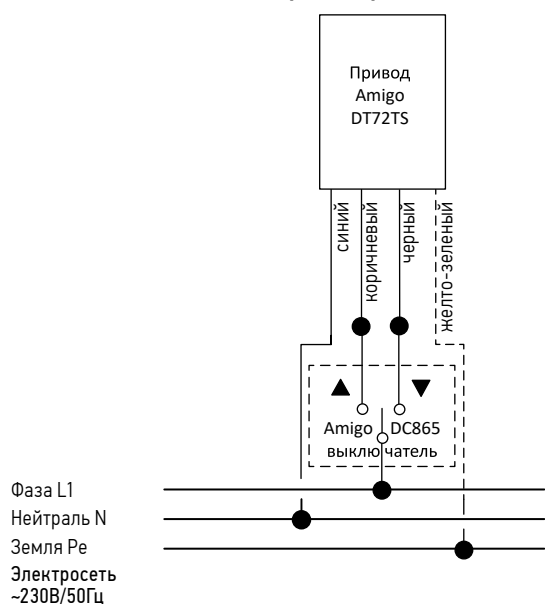 Привод
Amigo
DT72TS
синий
коричневый
черный
желто-зеленый
Amigo DC865
выключатель
Фаза L1
Нейтраль N
Земля Pe
Электросеть
~230В/50Гц